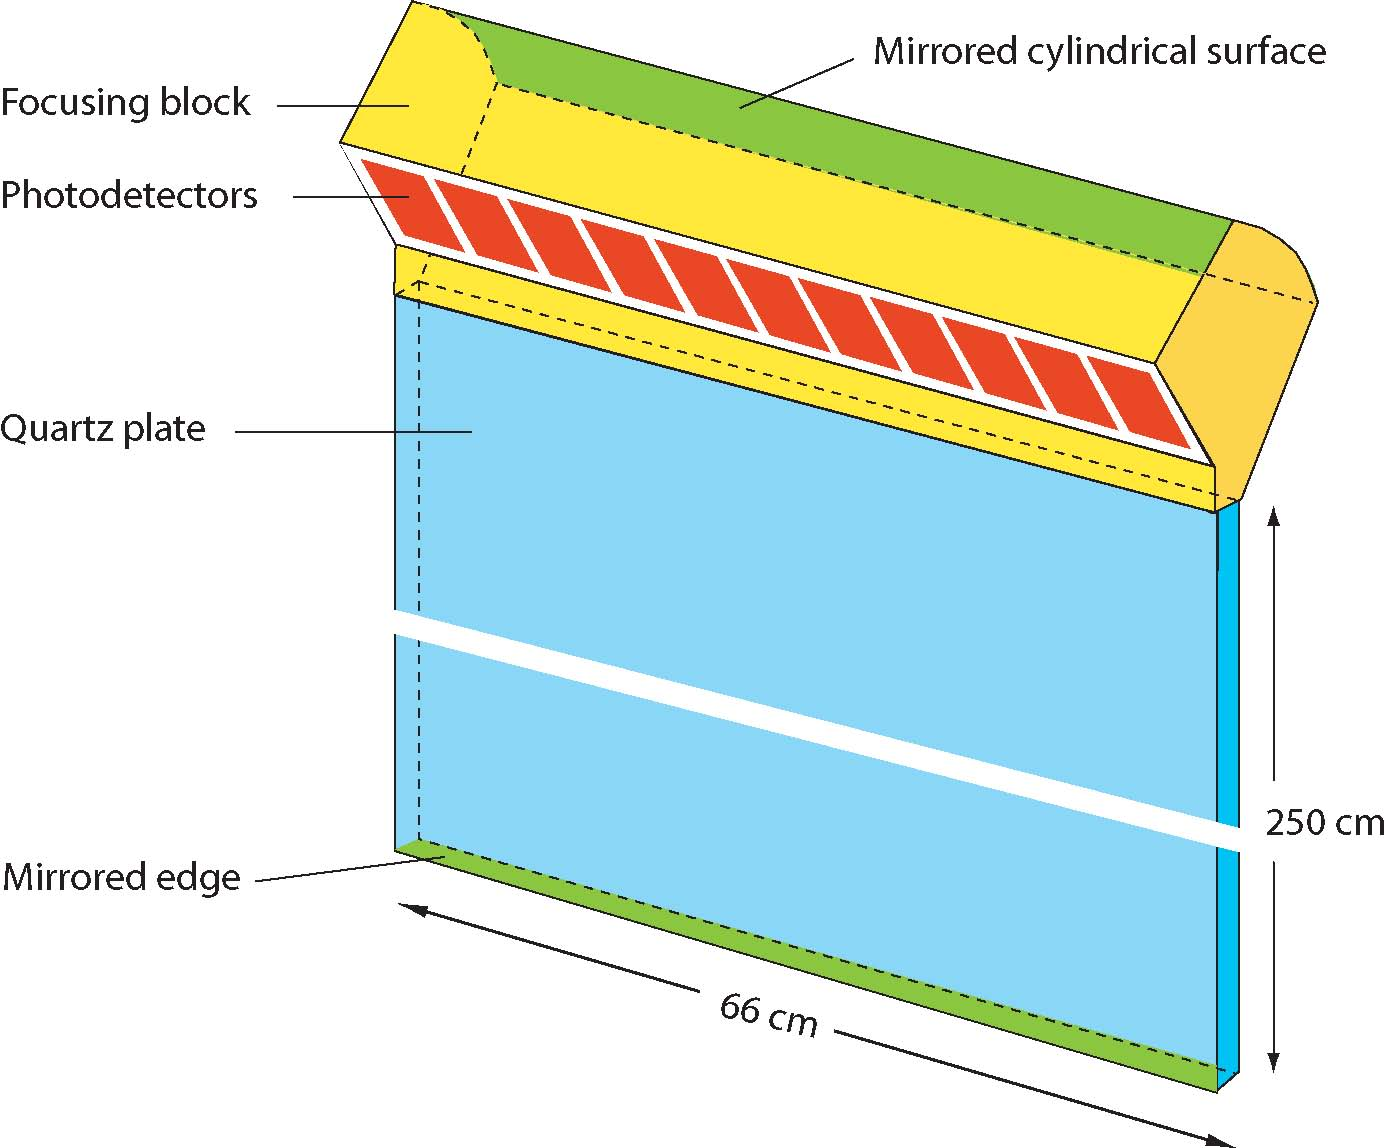 Mirrored cylindrical surface
Focusing block
Photodetectors
Quartz plate
250 cm
Mirrored edge
66 cm